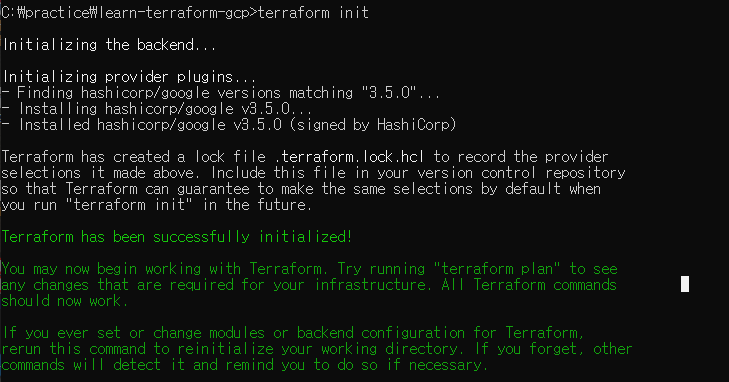 C:₩practice₩learn-terraform-gcp>terraform init
Initializing the backend...
Initializing provider plugins...
- Finding hashicorp/google versions matching "3.5.0"...
- Installing hashicorp/google v3.5.0...
- Installed hashicorp/google v3.5.0 (signed by HashiCorp)
Terraform has created a lock file .terraform.lock.hcl to record the provider
selections it made above. Include this file in your version control repository
so that Terraform can guarantee to make the same selections by default when
you run "terraform init" in the future.
Terraform has been successfully initialized!
You may now begin working with Terraform. Try running "terraform plan" to see
any changes that are required for your infrastructure. All Terraform commands
should now work.
If you ever set or change modules or backend configuration for Terraform,
rerun this command to reinitialize your working directory. If you forget, other
commands will detect it and remind you to do so if necessary.